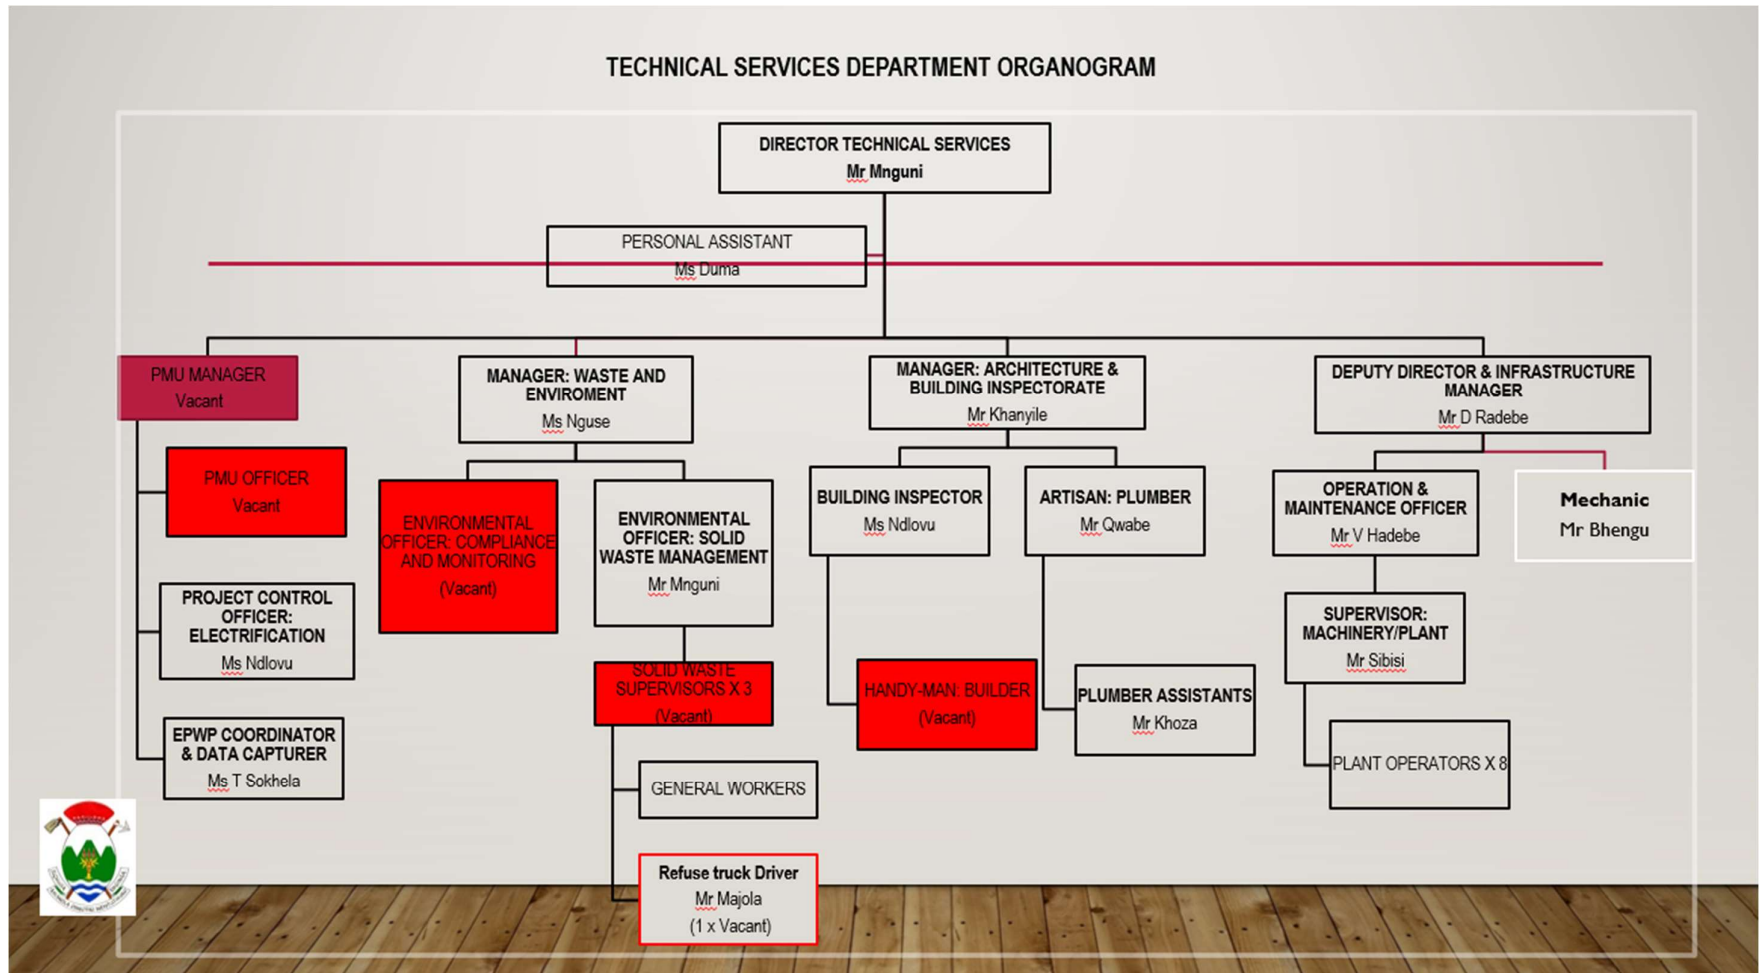 TECHNICAL SERVICES DEPARTMENT ORGANOGRAM
DIRECTOR TECHNICAL SERVICES
Mr Mnguni
PERSONAL ASSISTANT
Ms Duma
PMU MANAGER
Vacant
PMU OFFICER
Vacant
PROJECT CONTROL
OFFICER:
ELECTRIFICATION
Ms Ndlovu
EPWP COORDINATOR
& DATA CAPTURER
Ms T Sokhela
MANAGER: WASTE AND
ENVIROMENT
Ms Nguse
ENVIRONMENTAL
OFFICER: COMPLIANCE
AND MONITORING
(Vacant)
ENVIRONMENTAL
OFFICER: SOLID
WASTE MANAGEMENT
Mr Mnguni
SOLID WASTE
SUPERVISORS X 3
(Vacant)
GENERAL WORKERS
Refuse truck Driver
Mr Majola
(1 x Vacant)
MANAGER: ARCHITECTURE &
BUILDING INSPECTORATE
Mr Khanyile
BUILDING INSPECTOR
Ms Ndlovu
HANDY-MAN: BUILDER
(Vacant)
ARTISAN: PLUMBER
Mr Qwabe
PLUMBER ASSISTANTS
Mr Khoza
DEPUTY DIRECTOR & INFRASTRUCTURE
MANAGER
Mr D Radebe
OPERATION &
MAINTENANCE OFFICER
Mr V Hadebe
SUPERVISOR:
MACHINERY/PLANT
Mr Sibisi
PLANT OPERATORS X 8
Mechanic
Mr Bhengu